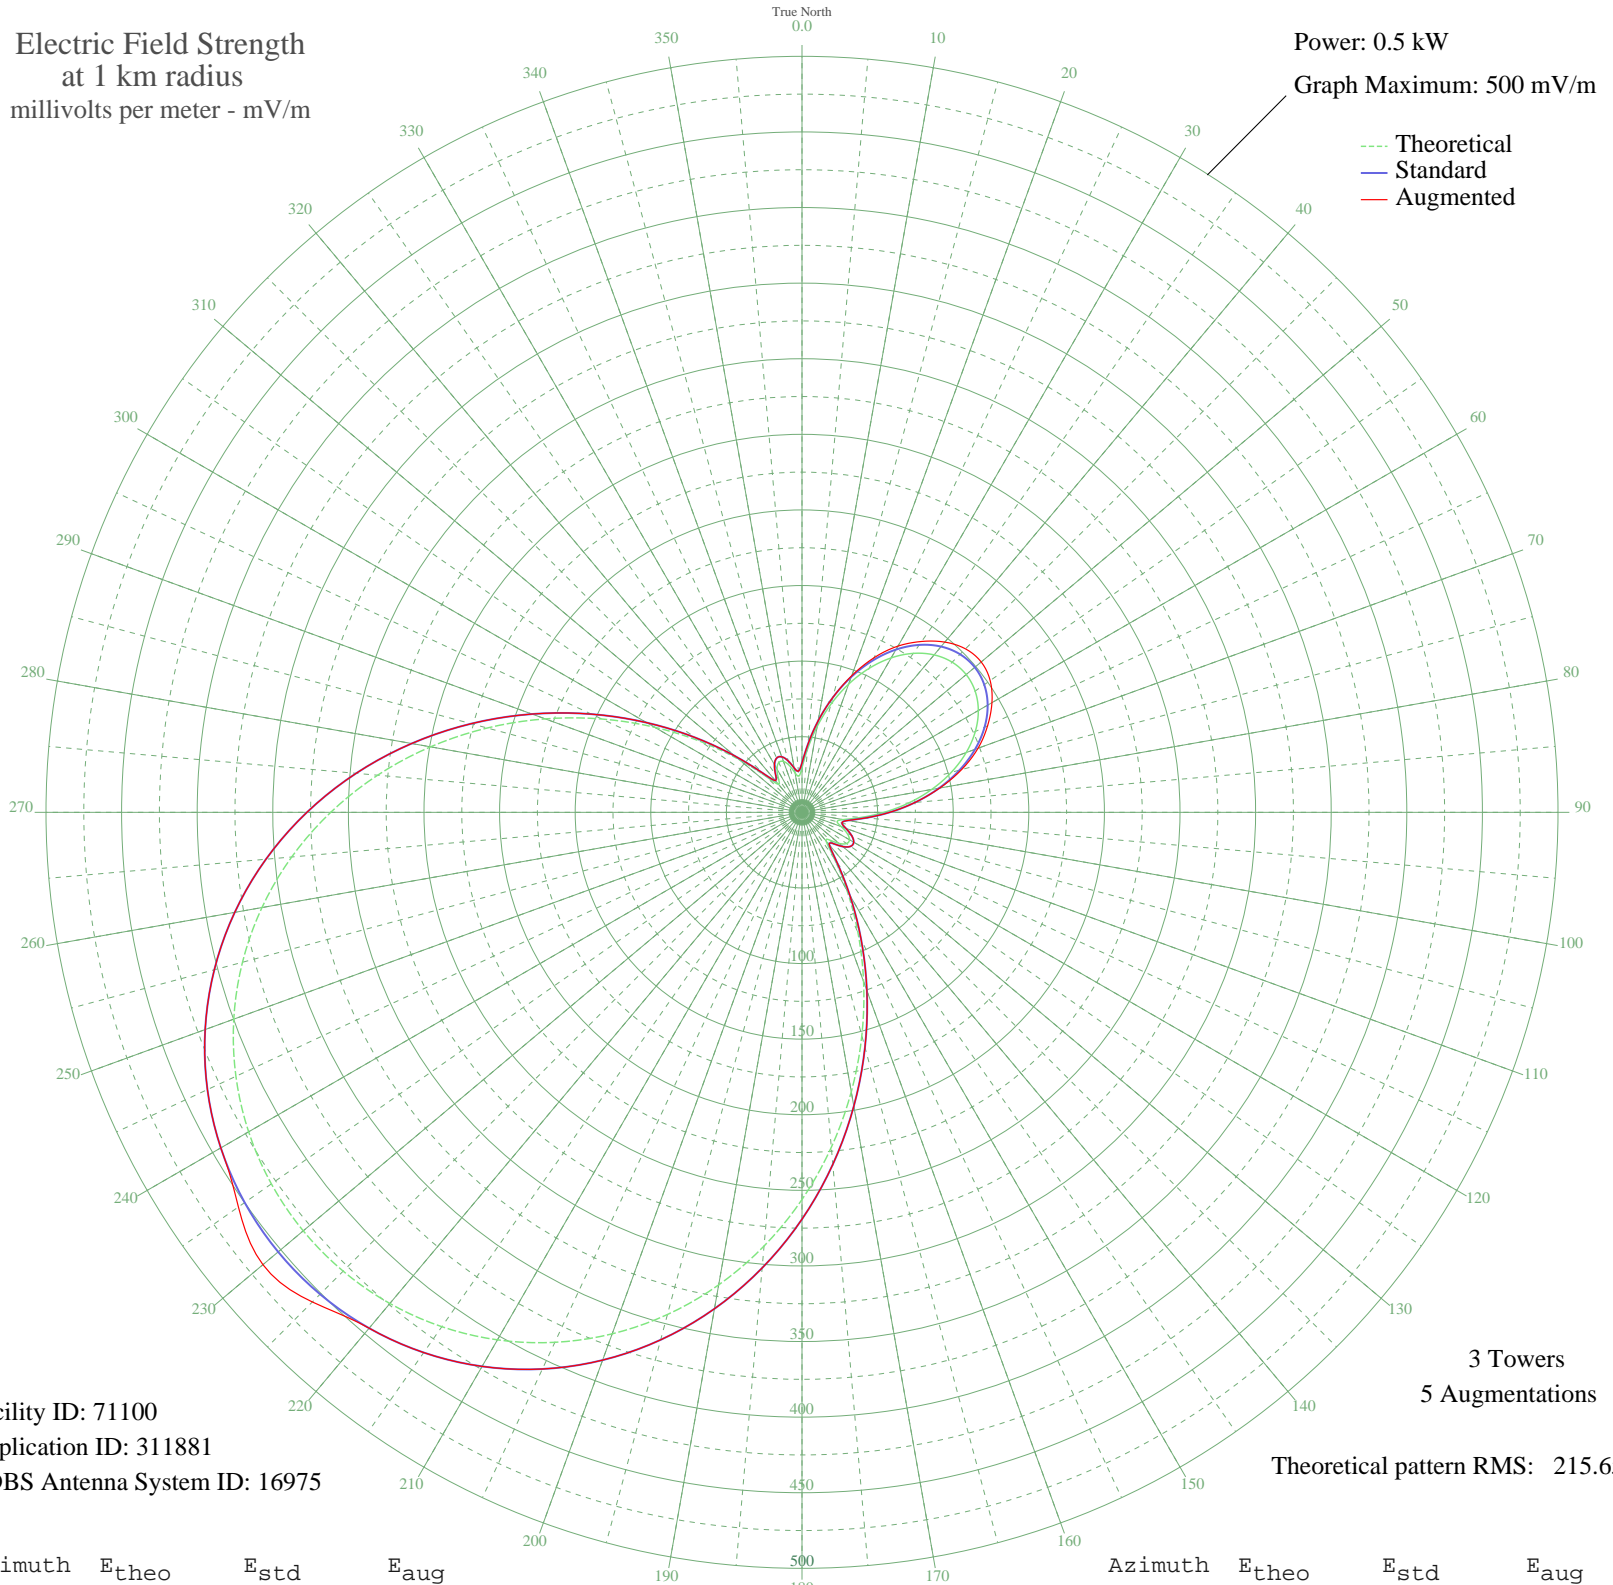 True North
0.0
Electric Field Strength
at 1 km radius
millivolts per meter - mV/m
Power: 0.5 kW
Graph Maximum: 500 mV/m
Theoretical
Standard
Augmented
10
20
30
40
50
60
70
80
90
100
110
120
130
140
150
160
170
190
200
210
220
230
240
250
260
270
280
290
300
310
320
330
340
350
100
150
200
250
300
350
400
450
500
3 Towers
5 Augmentations
Theoretical pattern RMS: 215.6
cility ID: 71100
plication ID: 311881
DBS Antenna System ID: 16975
imuth Etheo Estd Eaug
Azimuth Etheo Estd Eaug